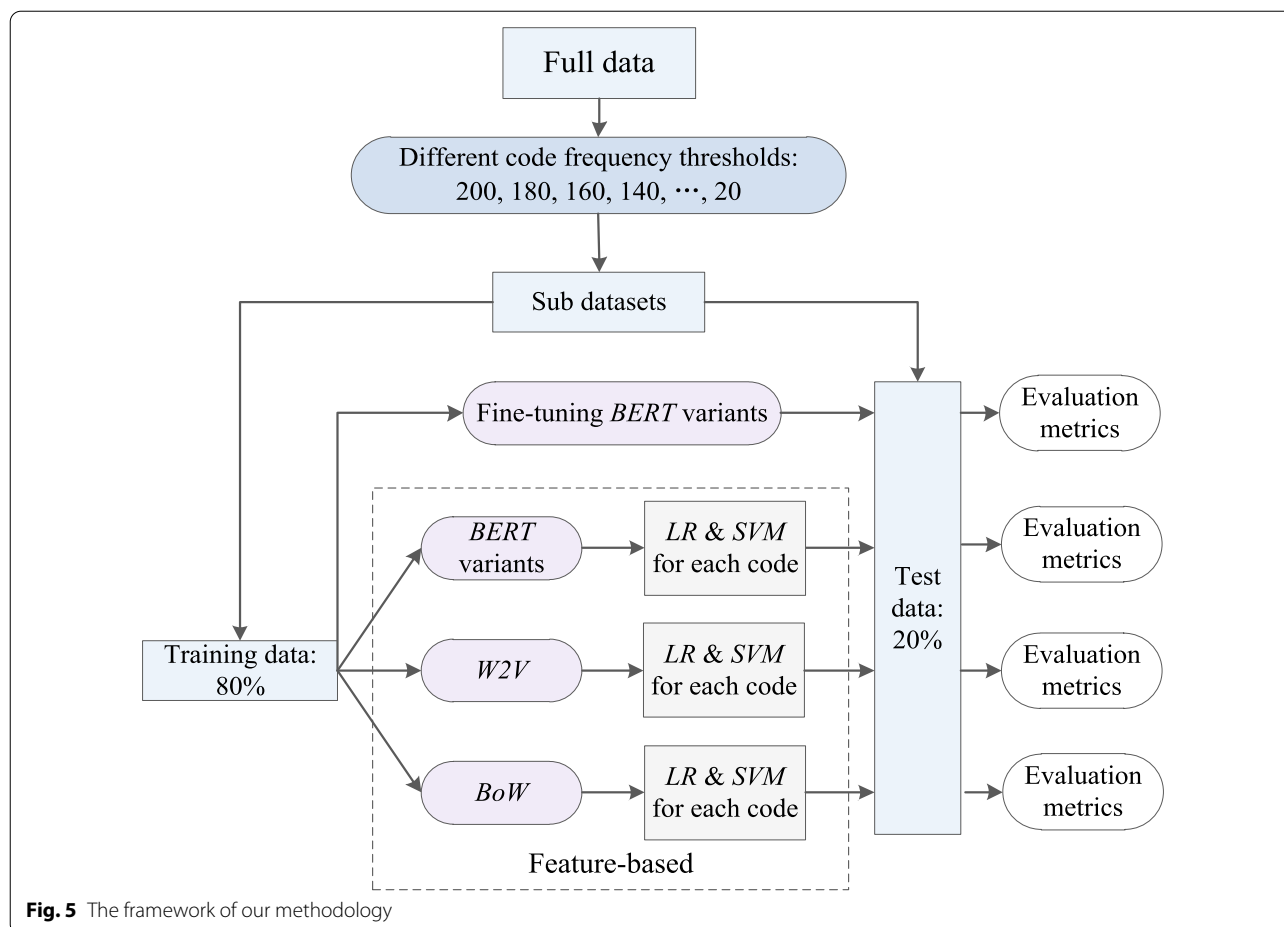 Full data
Different code frequency thresholds:
200, 180, 160, 140, ···, 20
Sub datasets
Fine-tuning BERT variants
Evaluation
metrics
BERT
variants
LR & SVM
for each code
Evaluation
metrics
Test
data:
20%
Training data:
80%
W2V
LR & SVM
for each code
Evaluation
metrics
BoW
LR & SVM
for each code
Evaluation
metrics
Feature-based
Fig. 5 The framework of our methodology